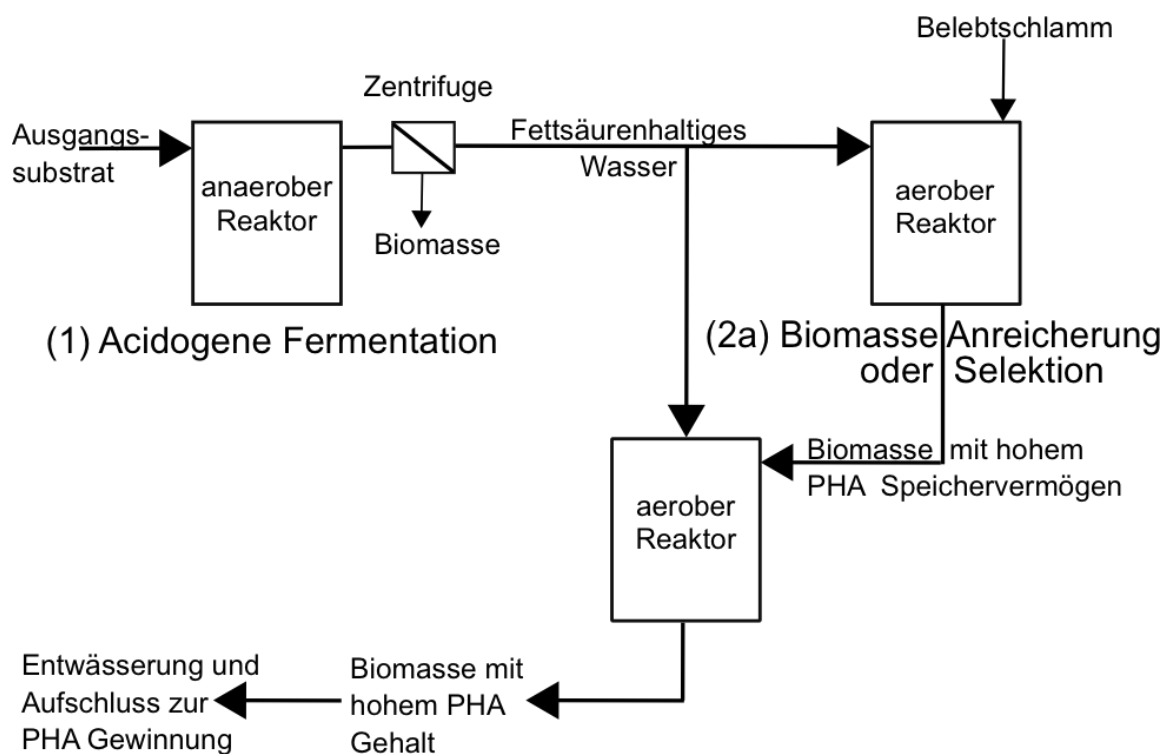 Belebtschlamm
Zentrifuge
Ausgangs-
substrat
Fettsäurenhaltiges
Wasser
anaerober
Reaktor
aerober
Reaktor
Biomasse
(1) Acidogene Fermentation
(2a) Biomasse Anreicherung
oder Selektion
Biomasse mit hohem
PHA Speichervermögen
aerober
Reaktor
Entwässerung und
Aufschluss zur
PHA Gewinnung
Biomasse mit
hohem PHA
Gehalt